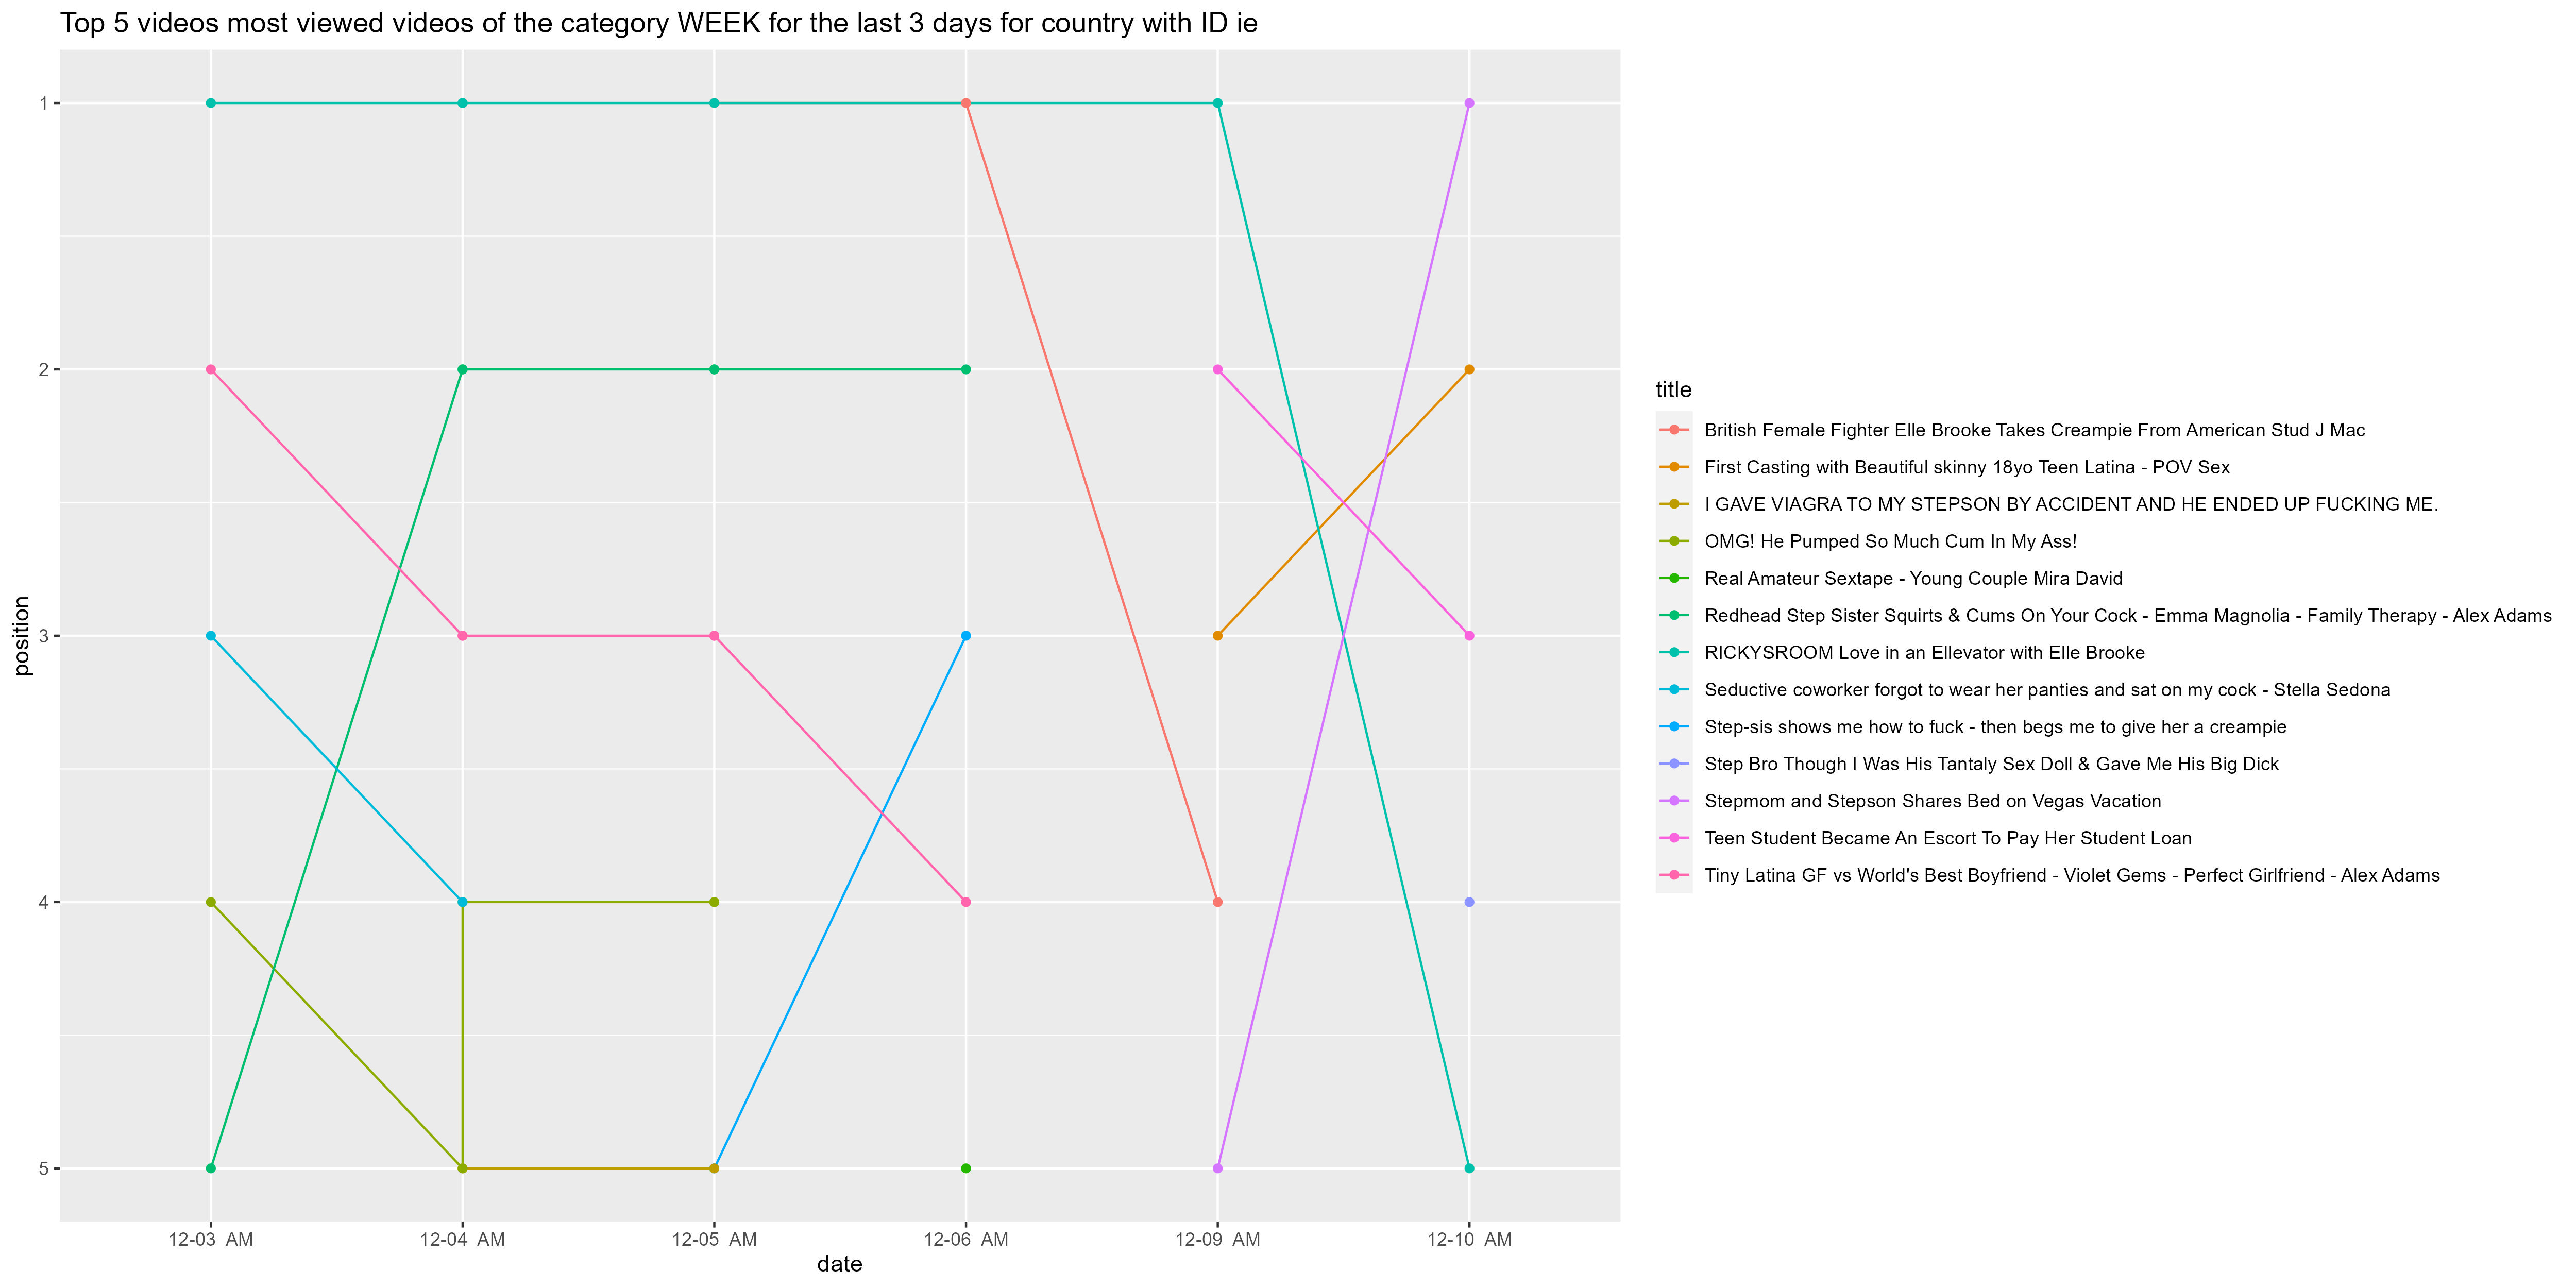 Top 5 videos most viewed videos of the category WEEK for the last 3 days for country with ID ie
position
1
2
3
4
5
12-03 AM
12-04 AM
12-05 AM
12-06 AM
12-09 AM
12-10 AM
date
title
British Female Fighter Elle Brooke Takes Creampie From American Stud J Mac
First Casting with Beautiful skinny 18yo Teen Latina - POV Sex
I GAVE VIAGRA TO MY STEPSON BY ACCIDENT AND HE ENDED UP FUCKING ME.
OMG! He Pumped So Much Cum In My Ass!
Real Amateur Sextape - Young Couple Mira David
Redhead Step Sister Squirts & Cums On Your Cock - Emma Magnolia - Family Therapy - Alex Adams
RICKYSROOM Love in an Ellevator with Elle Brooke
Seductive coworker forgot to wear her panties and sat on my cock - Stella Sedona
Step-sis shows me how to fuck - then begs me to give her a creampie
Step Bro Though I Was His Tantaly Sex Doll & Gave Me His Big Dick
Stepmom and Stepson Shares Bed on Vegas Vacation
Teen Student Became An Escort To Pay Her Student Loan
Tiny Latina GF vs World's Best Boyfriend - Violet Gems - Perfect Girlfriend - Alex Adams